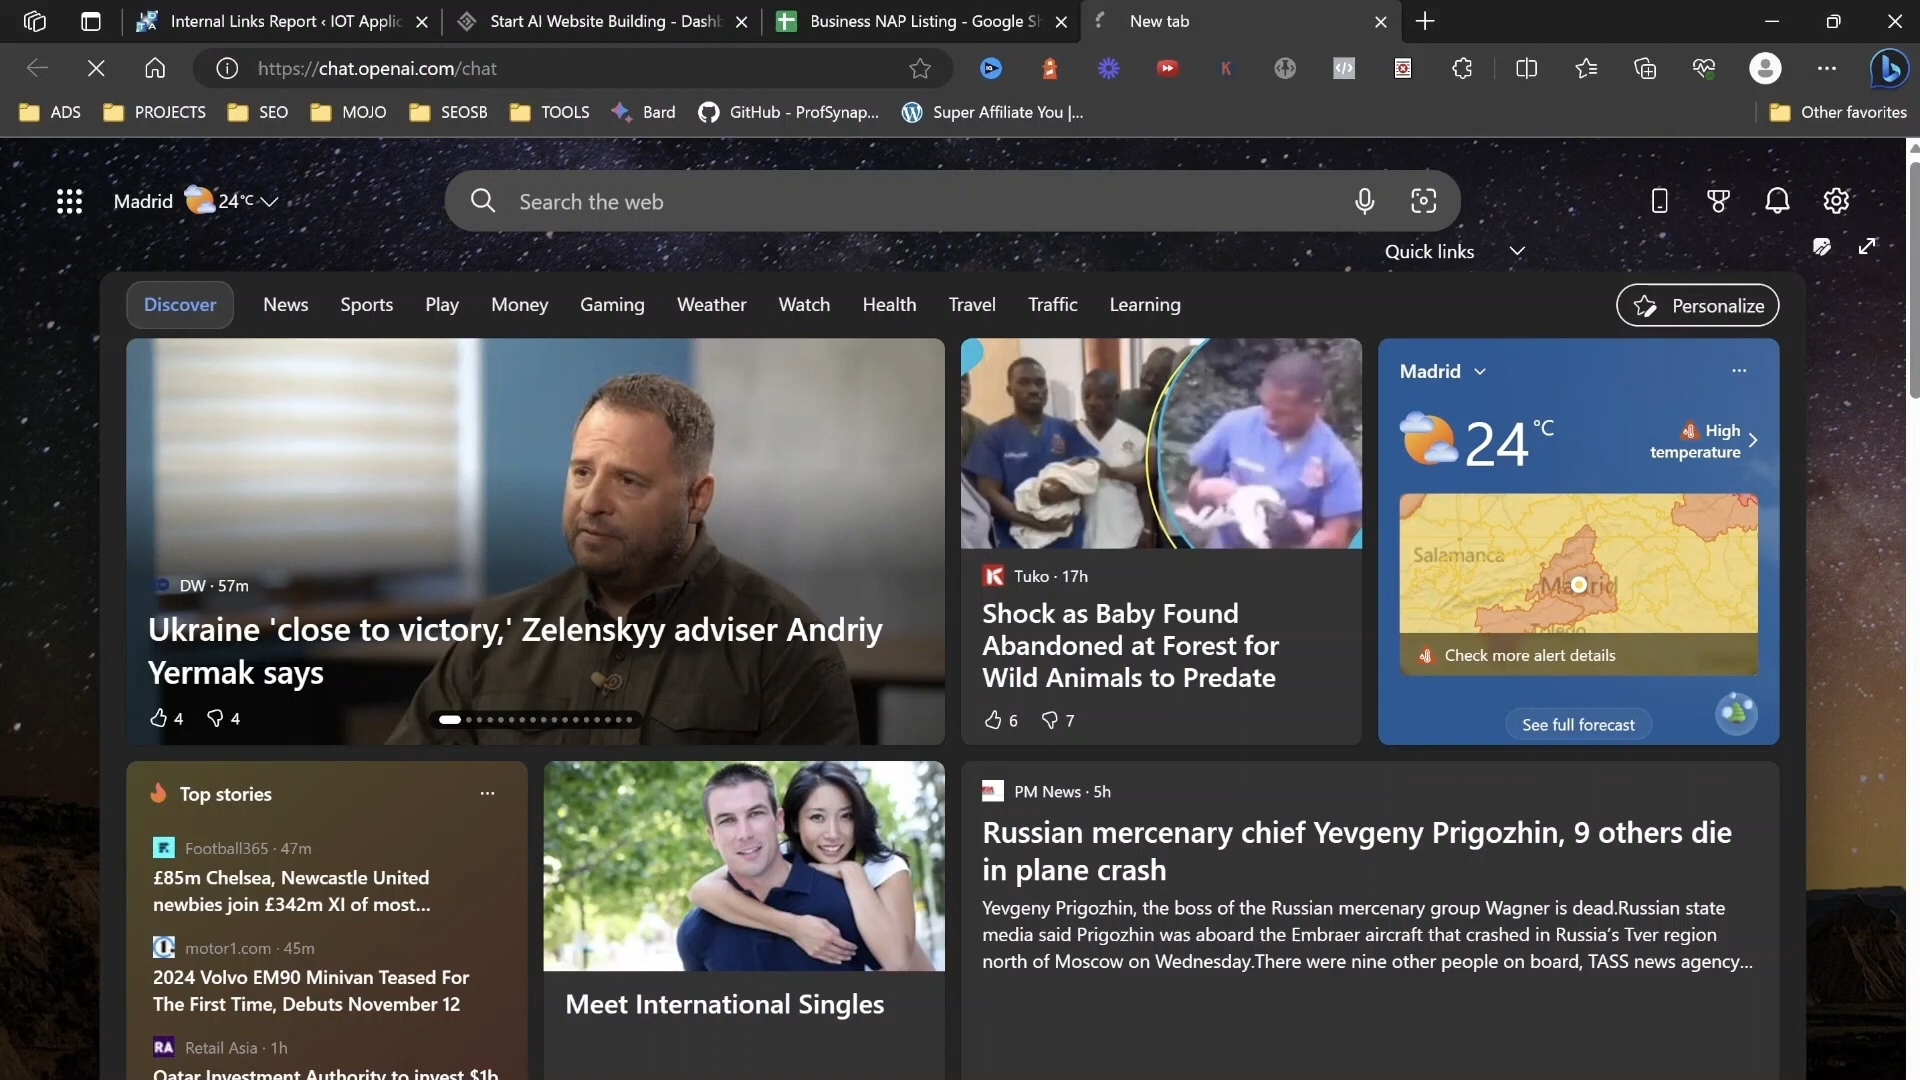 Internal Links Report ‹ IOT Applic
Start AI Website Building - Dashb
Business NAP Listing - Google Sh
New tab
https://chat.openai.com/chat
ADS
PROJECTS
SEO
MOJO
SEOSB
TOOLS
Bard
GitHub - ProfSynap...
Super Affiliate You |...
Other favorites
Madrid
24°C
Search the web
Quick links
Discover
News
Sports
Play
Money
Gaming
Weather
Watch
Health
Travel
Traffic
Learning
Personalize
DW · 57m
Ukraine 'close to victory,' Zelenskyy adviser Andriy
Yermak says
4
4
Tuko · 17h
Shock as Baby Found
Abandoned at Forest for
Wild Animals to Predate
6
7
Madrid
24 °C
High
temperature
Salamanca
Madrid
Toledo
Check more alert details
See full forecast
Top stories
Football365 · 47m
£85m Chelsea, Newcastle United
newbies join £342m XI of most...
motor1.com · 45m
2024 Volvo EM90 Minivan Teased For
The First Time, Debuts November 12
RA
Retail Asia · 1h
Qatar Investment Authority to invest $1b
Meet International Singles
PM News · 5h
Russian mercenary chief Yevgeny Prigozhin, 9 others die
in plane crash
Yevgeny Prigozhin, the boss of the Russian mercenary group Wagner is dead.Russian state
media said Prigozhin was aboard the Embraer aircraft that crashed in Russia's Tver region
north of Moscow on Wednesday.There were nine other people on board, TASS news agency...